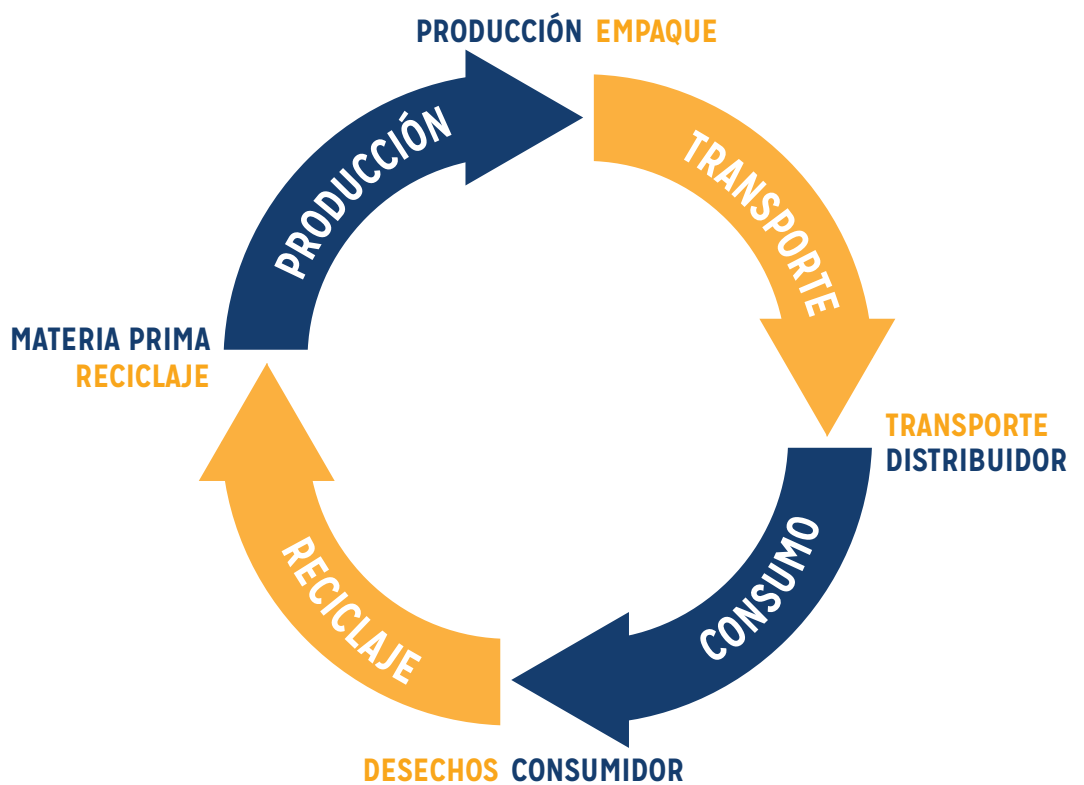 PRODUCCIÓN EMPAQUE
PRODUCCIÓN
TRANSPORTE
MATERIA PRIMA
RECICLAJE
TRANSPORTE
DISTRIBUIDOR
CONSUMO
RECICLAJE
DESECHOS CONSUMIDOR